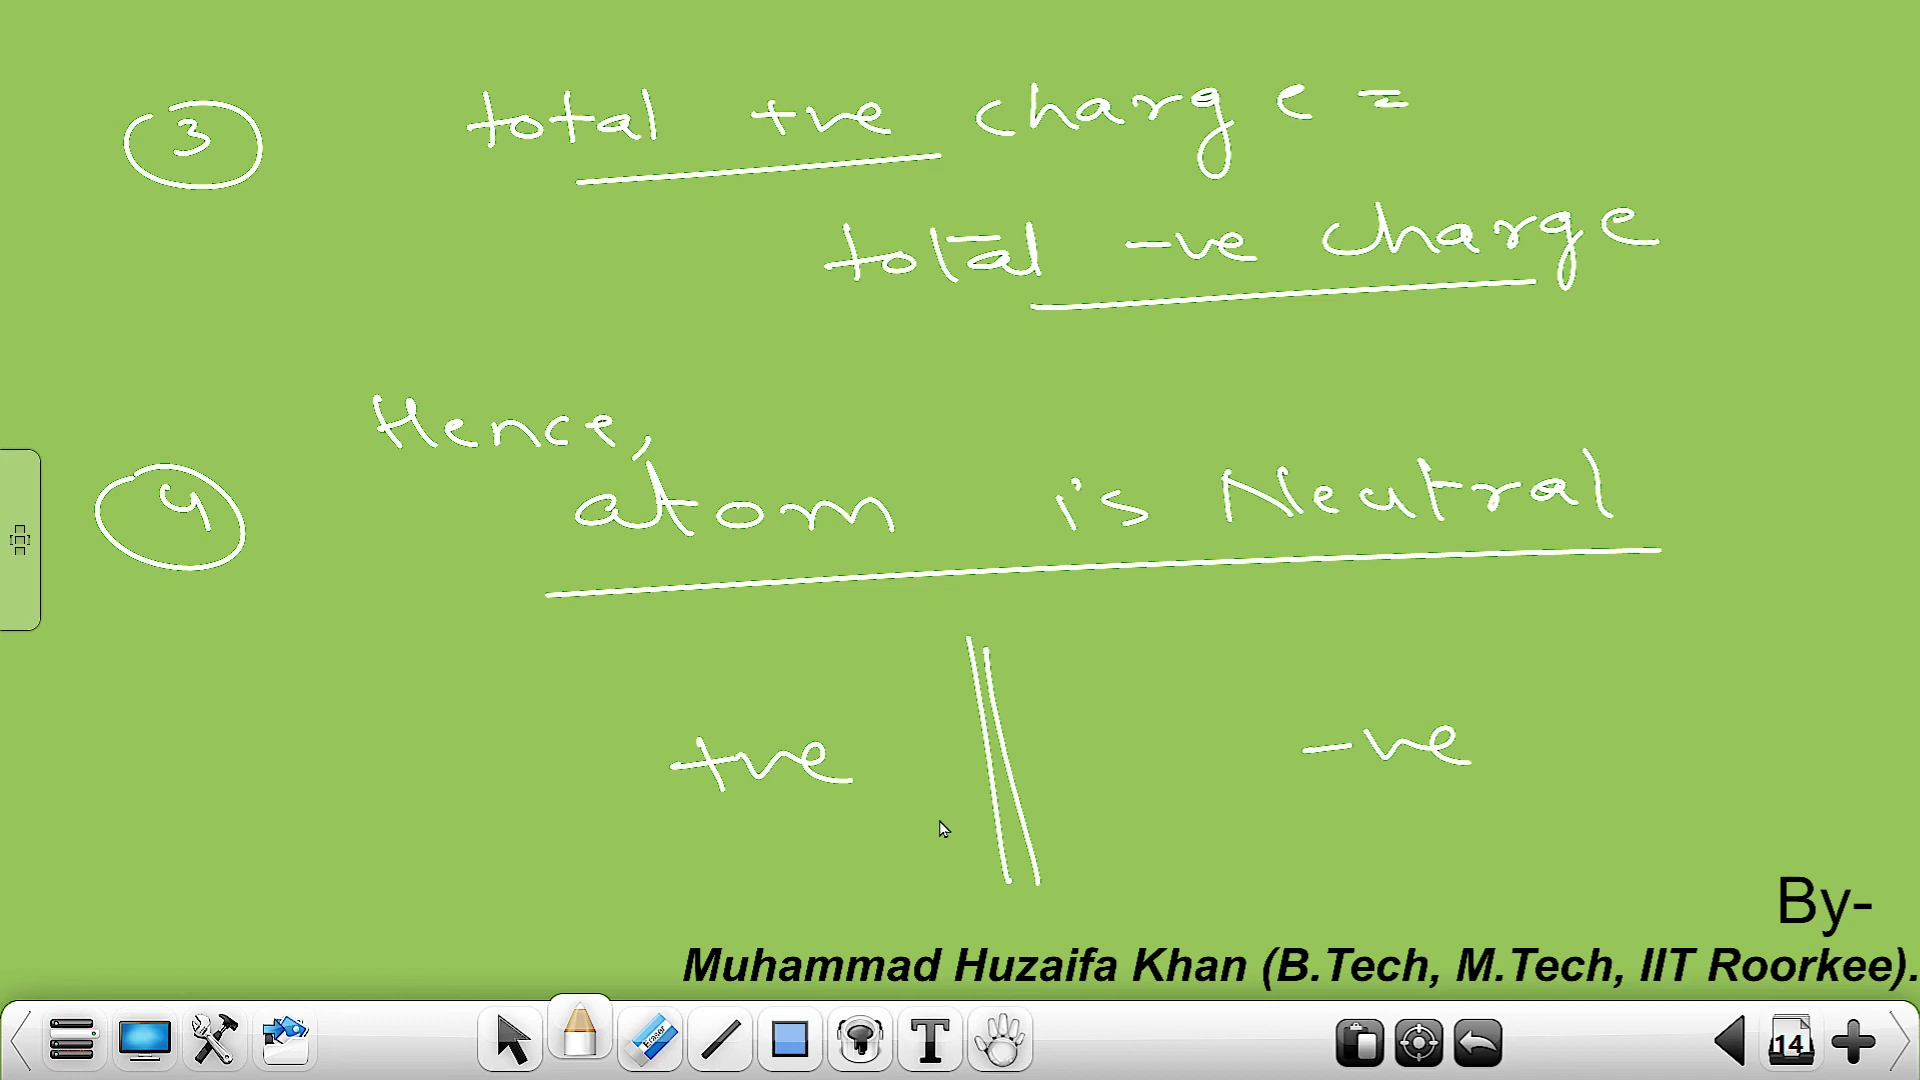 3 total +ve charge =
total -ve charge
Hence,
4 atom is Neutral
+ve -ve
By-
Muhammad Huzaifa Khan (B.Tech, M.Tech, IIT Roorkee).
Eraser T 14